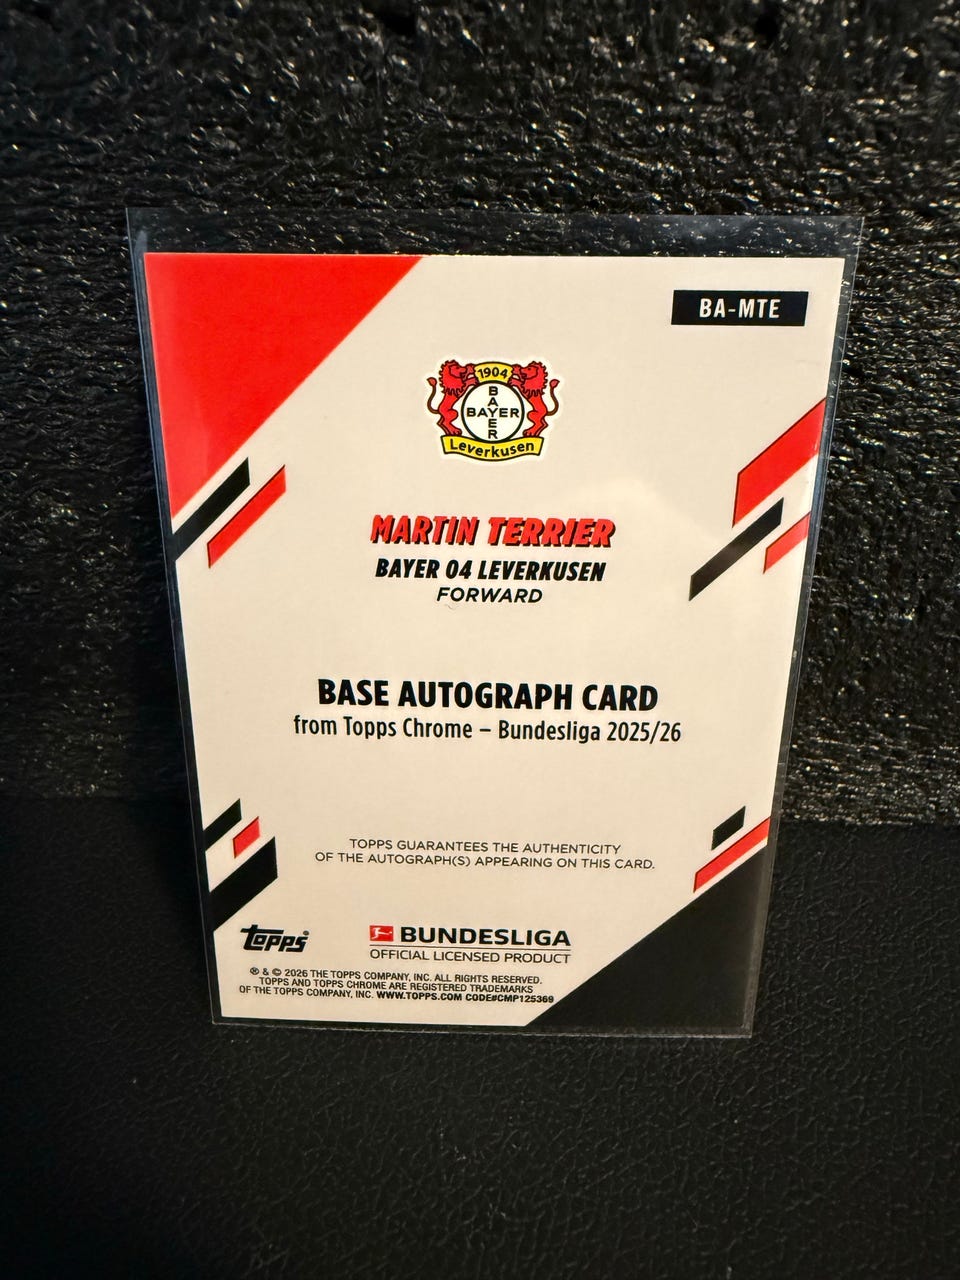 BA-MTE
1904
BAYER
BAYER
Leverkusen
MARTIN TERRIER
BAYER 04 LEVERKUSEN
FORWARD
BASE AUTOGRAPH CARD
from Topps Chrome – Bundesliga 2025/26
TOPPS GUARANTEES THE AUTHENTICITY
OF THE AUTOGRAPH(S) APPEARING ON THIS CARD.
topps®
BUNDESLIGA
OFFICIAL LICENSED PRODUCT
® & © 2026 THE TOPPS COMPANY, INC. ALL RIGHTS RESERVED.
TOPPS AND TOPPS CHROME ARE REGISTERED TRADEMARKS
OF THE TOPPS COMPANY, INC. WWW.TOPPS.COM CODE#CMP125369